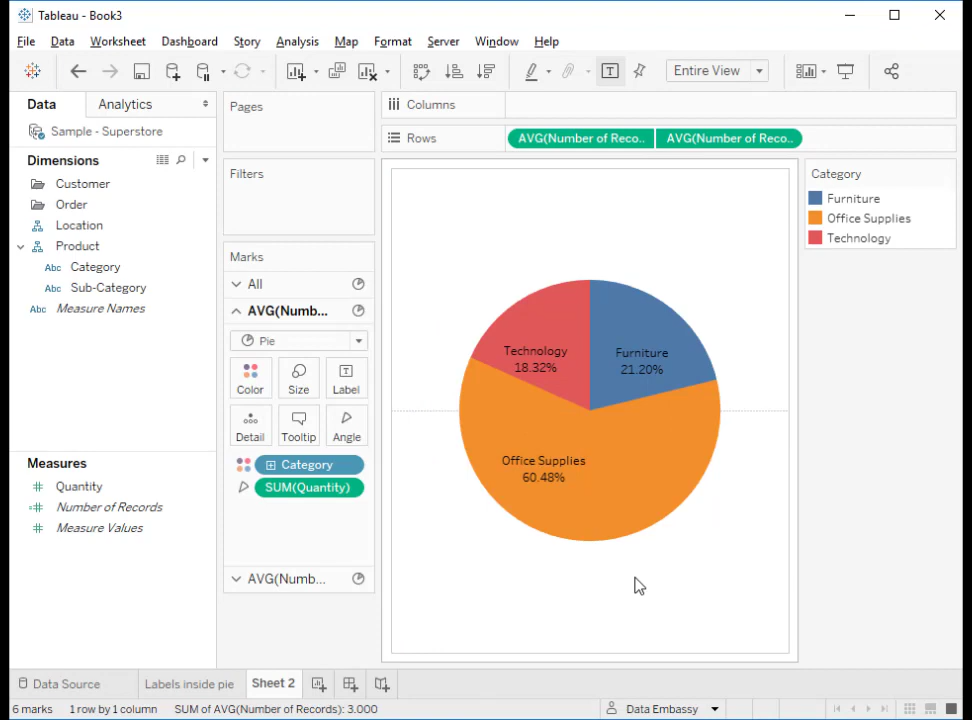 Tableau - Book3
File Data Worksheet Dashboard Story Analysis Map Format Server Window Help
Entire View
Data Analytics
Sample - Superstore
Dimensions
Customer
Order
Location
Product
Abc Category
Abc Sub-Category
Abc Measure Names
Measures
Quantity
Number of Records
Measure Values
Pages
Filters
Marks
All
AVG(Numb...
Pie
Color Size Label
Detail Tooltip Angle
Category
SUM(Quantity)
AVG(Numb...
Columns
Rows AVG(Number of Reco.. AVG(Number of Reco..
Technology
18.32%
Furniture
21.20%
Office Supplies
60.48%
Category
Furniture
Office Supplies
Technology
Data Source Labels inside pie Sheet 2
6 marks 1 row by 1 column SUM of AVG(Number of Records): 3.000 Data Embassy